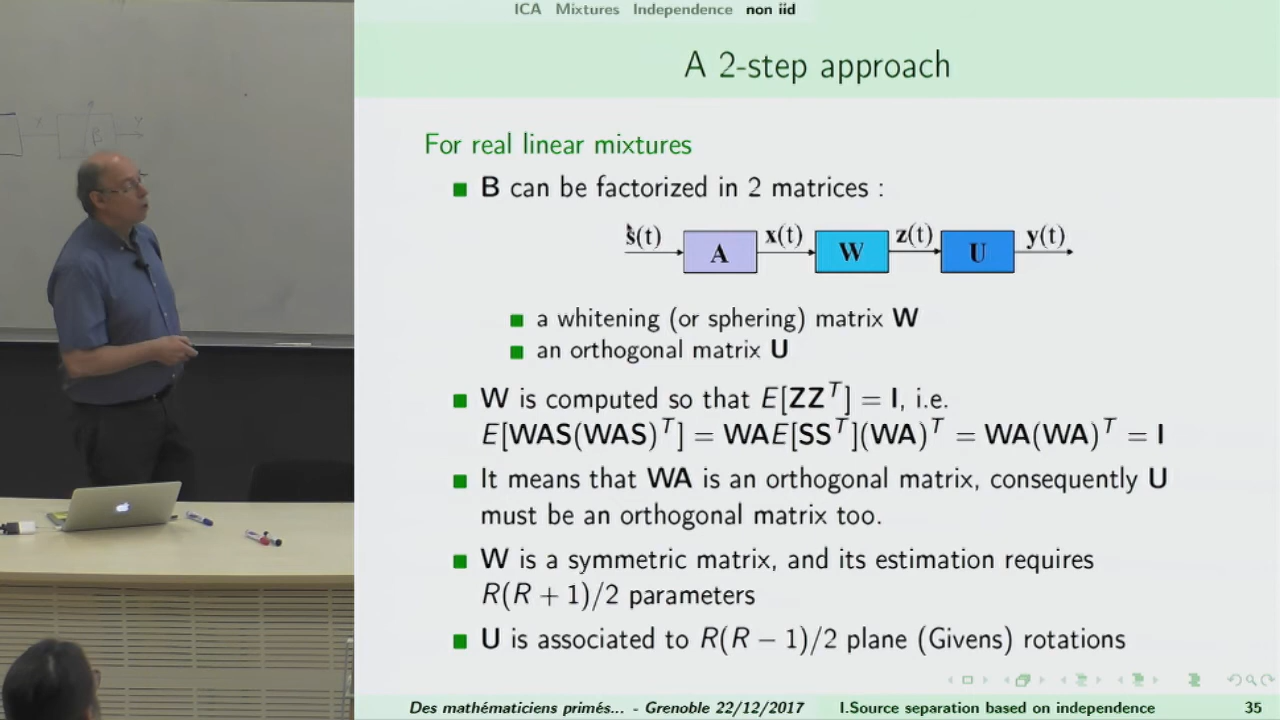 ICA Mixtures Independence non iid
A 2-step approach
For real linear mixtures
B can be factorized in 2 matrices :
s(t) A x(t) W z(t) U y(t)
a whitening (or sphering) matrix W
an orthogonal matrix U
W is computed so that E[ZZ^T] = I, i.e.
E[WAS(WAS)^T] = WAE[SS^T](WA)^T = WA(WA)^T = I
It means that WA is an orthogonal matrix, consequently U
must be an orthogonal matrix too.
W is a symmetric matrix, and its estimation requires
R(R + 1)/2 parameters
U is associated to R(R − 1)/2 plane (Givens) rotations
Des mathématiciens primés... - Grenoble 22/12/2017 I.Source separation based on independence 35